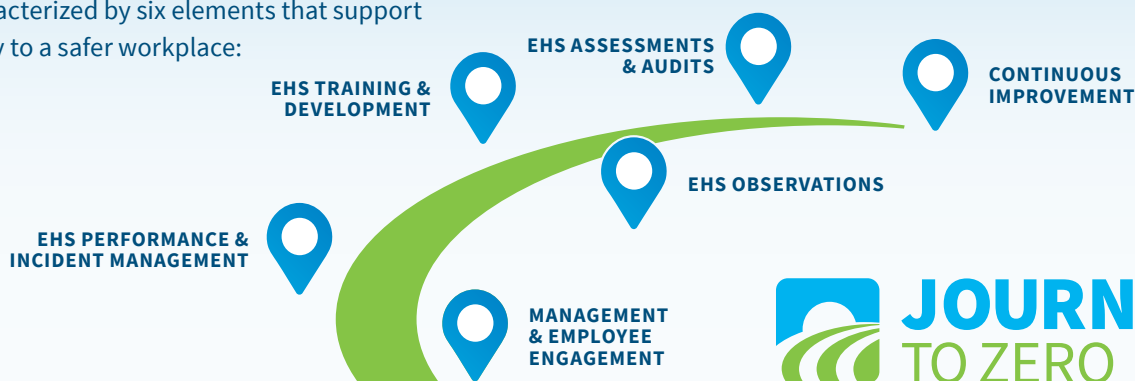 acterized by six elements that support
to a safer workplace:
EHS ASSESSMENTS
& AUDITS
CONTINUOUS
IMPROVEMENT
EHS TRAINING &
DEVELOPMENT
EHS OBSERVATIONS
EHS PERFORMANCE &
INCIDENT MANAGEMENT
MANAGEMENT
& EMPLOYEE
ENGAGEMENT
JOURN
TO ZERO